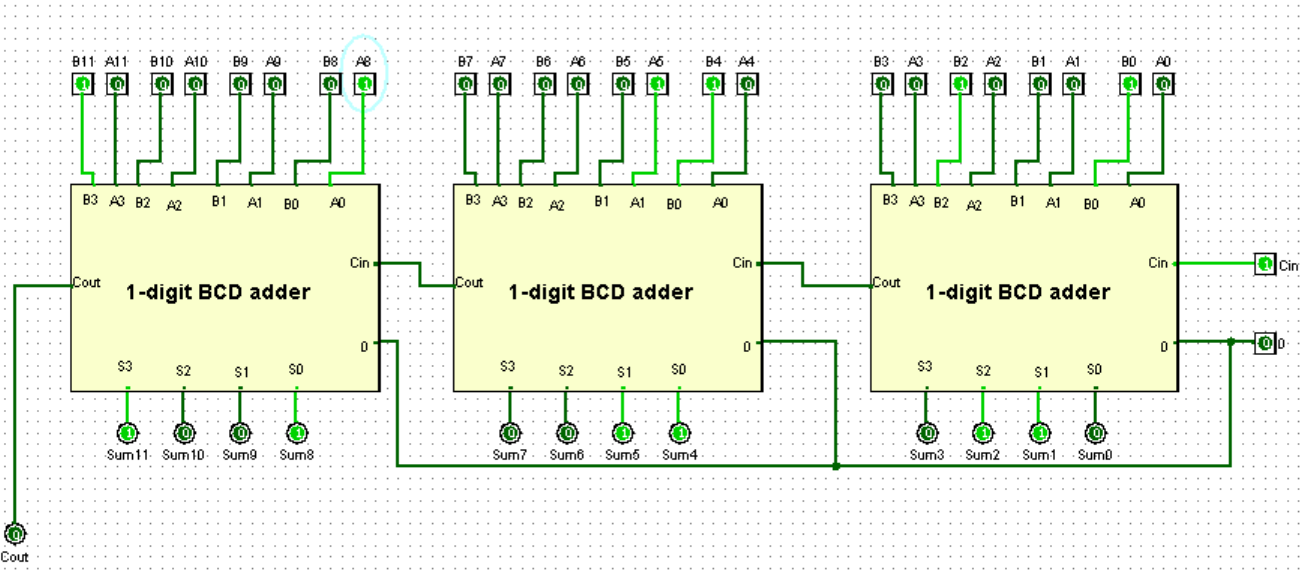 B11 A11 B10 A10 B9 A9 B8 A8 B7 A7 B6 A6 B5 A5 B4 A4 B3 A3 B2 A2 B1 A1 B0 A0
1 0 0 0 0 0 0 1 0 0 0 0 0 1 1 0 0 0 1 0 0 0 1 0
B3 A3 B2 A2 B1 A1 B0 A0 B3 A3 B2 A2 B1 A1 B0 A0 B3 A3 B2 A2 B1 A1 B0 A0
Cin Cin Cin 1 Cin
Cout 1-digit BCD adder Cout 1-digit BCD adder Cout 1-digit BCD adder
0 0 0 0 0
S3 S2 S1 S0 S3 S2 S1 S0 S3 S2 S1 S0
1 0 0 1 0 0 1 1 0 1 1 0
Sum11 Sum10 Sum9 Sum8 Sum7 Sum6 Sum5 Sum4 Sum3 Sum2 Sum1 Sum0
0
Cout